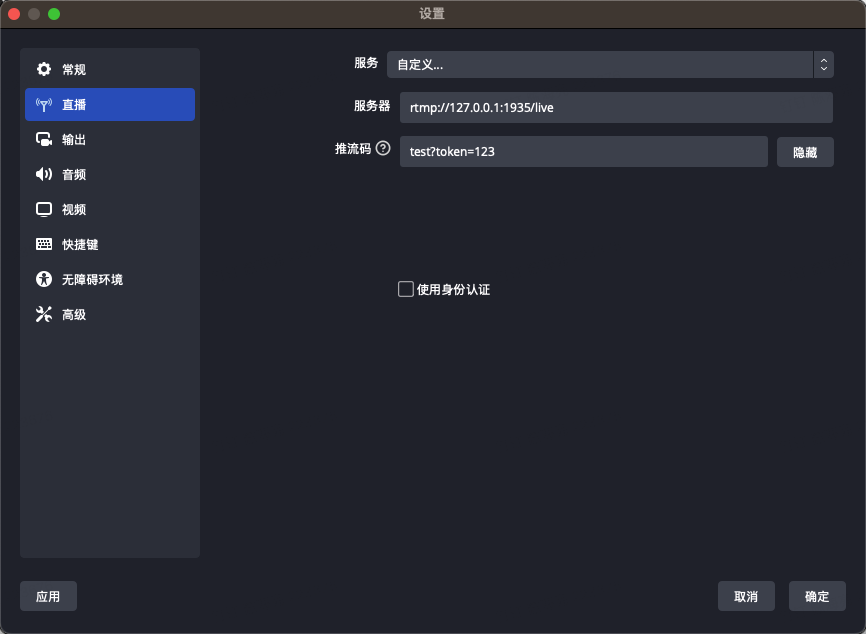 设置
常规
直播
输出
音频
视频
快捷键
无障碍环境
高级
服务
自定义...
服务器
rtmp://127.0.0.1:1935/live
推流码
test?token=123
隐藏
使用身份认证
应用
取消
确定